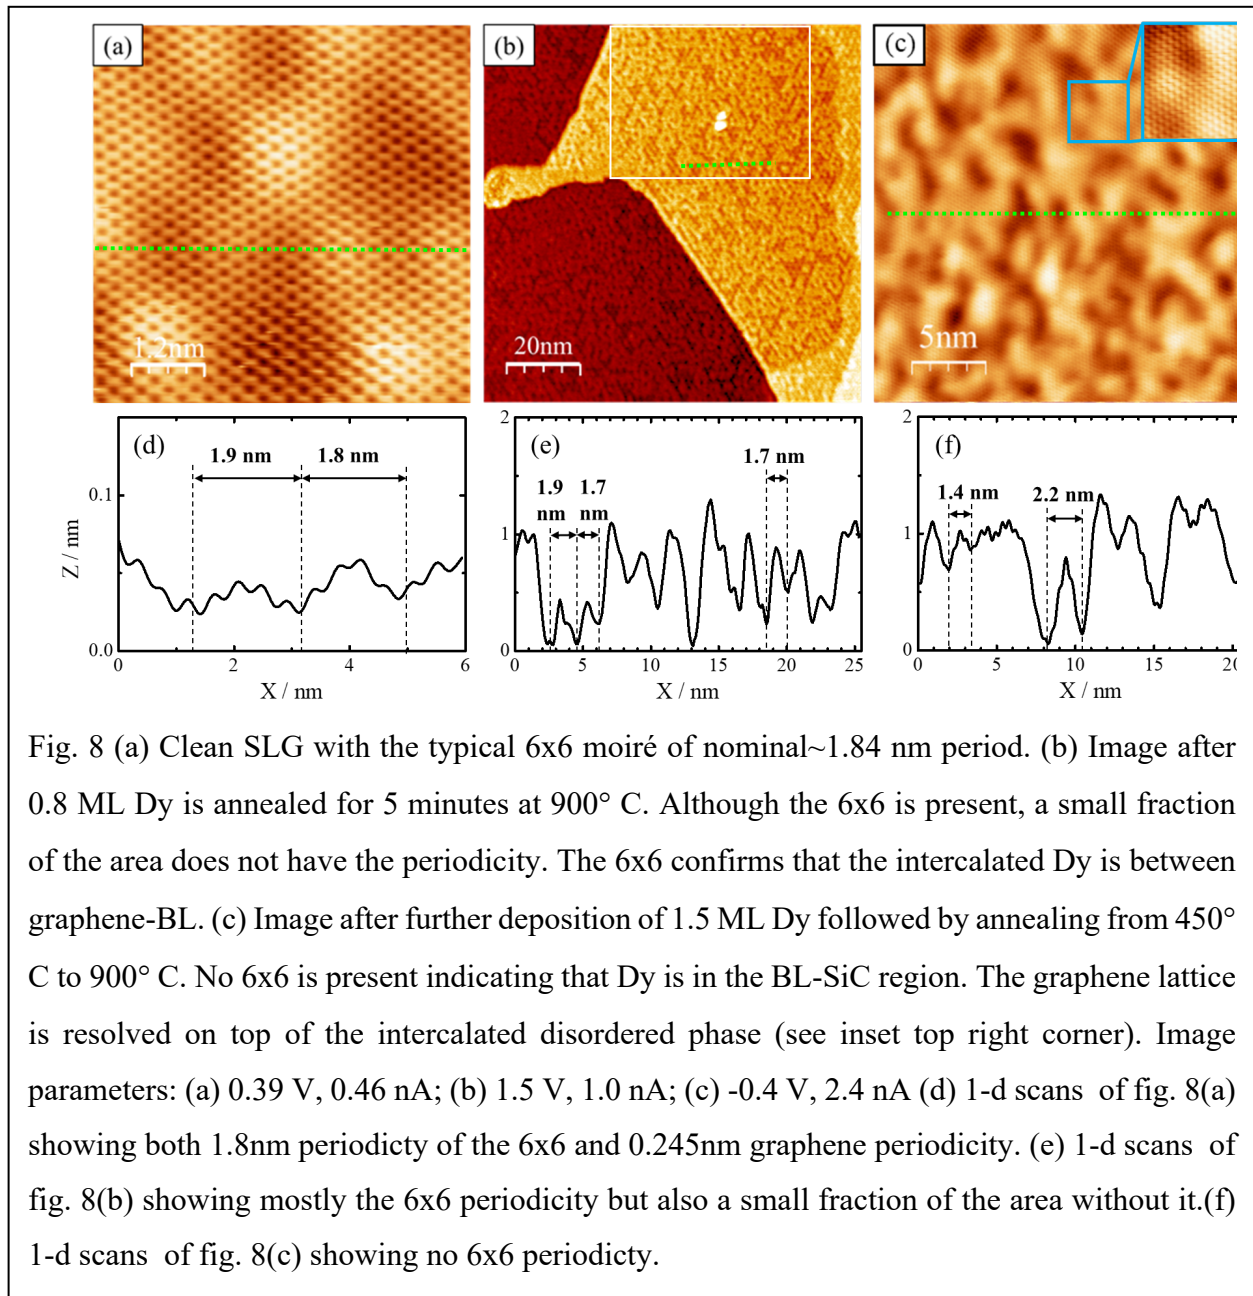 (a)
(b)
(c)
1.2nm
20nm
5nm
(d)
1.9 nm
1.8 nm
0.1
0.0
Z / nm
0
2
4
6
X / nm
(e)
2
1
0
1.9
nm
1.7
nm
1.7 nm
0
5
10
15
20
25
X / nm
(f)
2
1
0
1.4 nm
2.2 nm
0
5
10
15
20
X / nm
Fig. 8 (a) Clean SLG with the typical 6x6 moiré of nominal~1.84 nm period. (b) Image after
0.8 ML Dy is annealed for 5 minutes at 900° C. Although the 6x6 is present, a small fraction
of the area does not have the periodicity. The 6x6 confirms that the intercalated Dy is between
graphene-BL. (c) Image after further deposition of 1.5 ML Dy followed by annealing from 450°
C to 900° C. No 6x6 is present indicating that Dy is in the BL-SiC region. The graphene lattice
is resolved on top of the intercalated disordered phase (see inset top right corner). Image
parameters: (a) 0.39 V, 0.46 nA; (b) 1.5 V, 1.0 nA; (c) -0.4 V, 2.4 nA (d) 1-d scans of fig. 8(a)
showing both 1.8nm periodicty of the 6x6 and 0.245nm graphene periodicity. (e) 1-d scans of
fig. 8(b) showing mostly the 6x6 periodicity but also a small fraction of the area without it.(f)
1-d scans of fig. 8(c) showing no 6x6 periodicty.